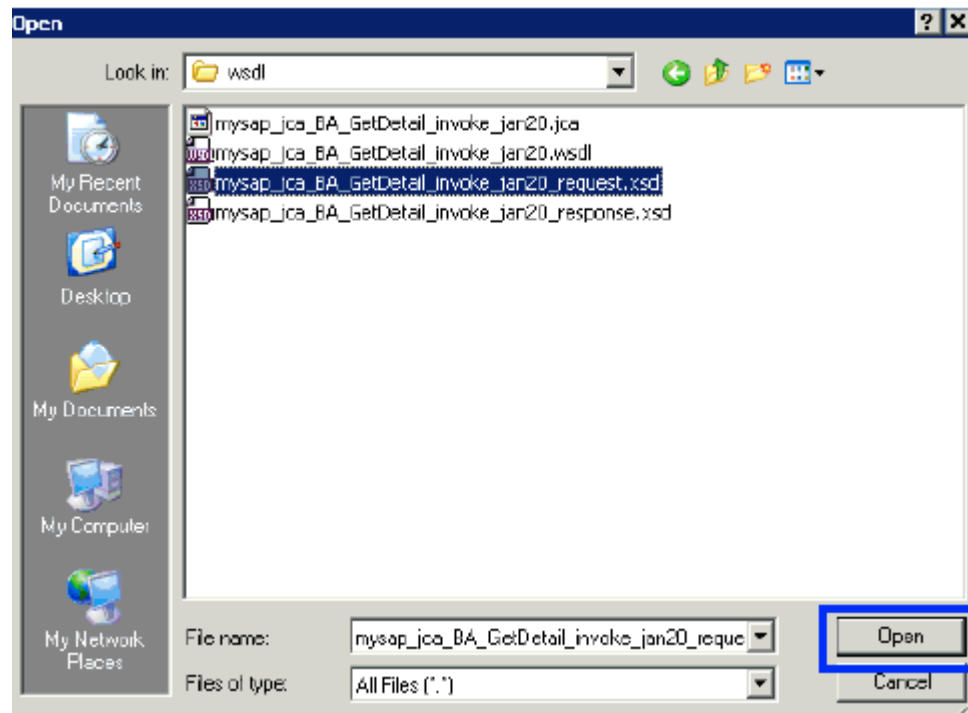 Open
Look in:
wsdl
mysap_jca_BA_GetDetail_invoke_jan20.jca
mysap_jca_BA_GetDetail_invoke_jan20.wsdl
mysap_jca_BA_GetDetail_invoke_jan20_request.xsd
mysap_jca_BA_GetDetail_invoke_jan20_response.xsd
My Recent
Documents
Desktop
My Documents
My Computer
My Network
Places
File name:
mysap_jca_BA_GetDetail_invoke_jan20_reque
Open
Files of type:
All Files (*.*)
Cancel